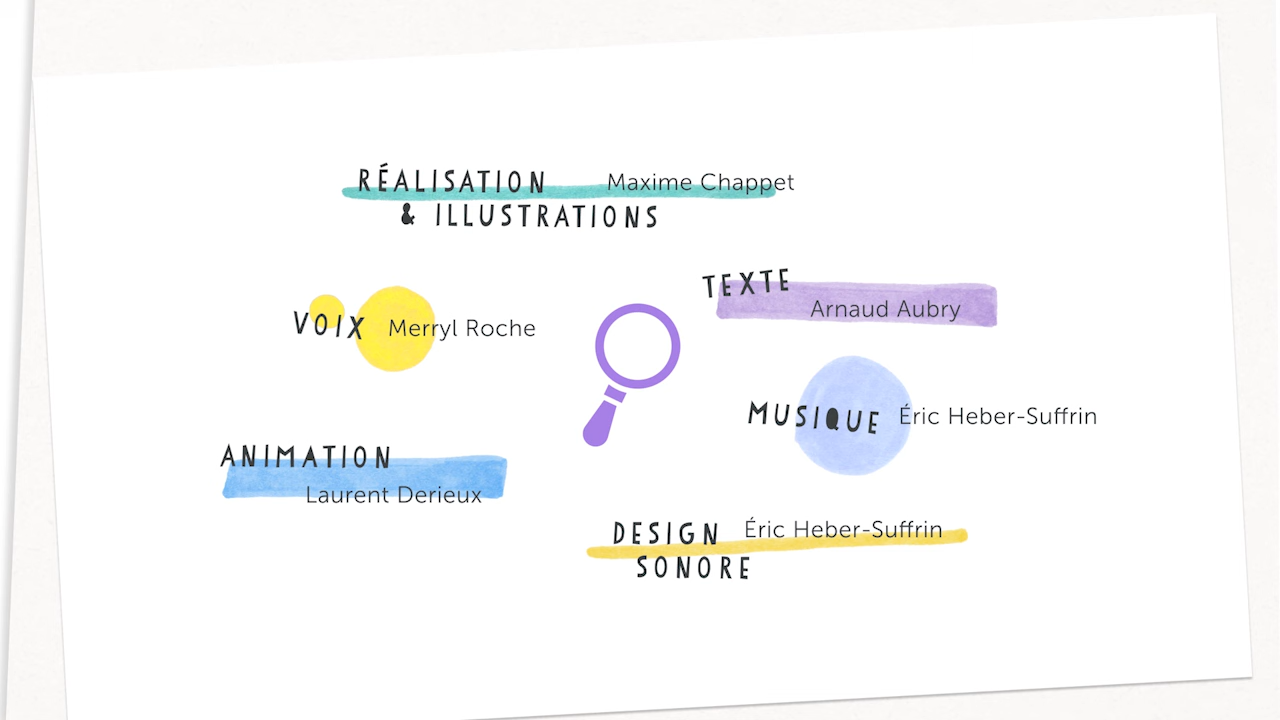 RÉALISATION Maxime Chappet
& ILLUSTRATIONS
TEXTE
Arnaud Aubry
VOIX Merryl Roche
MUSIQUE Éric Heber-Suffrin
ANIMATION
Laurent Derieux
DESIGN Éric Heber-Suffrin
SONORE